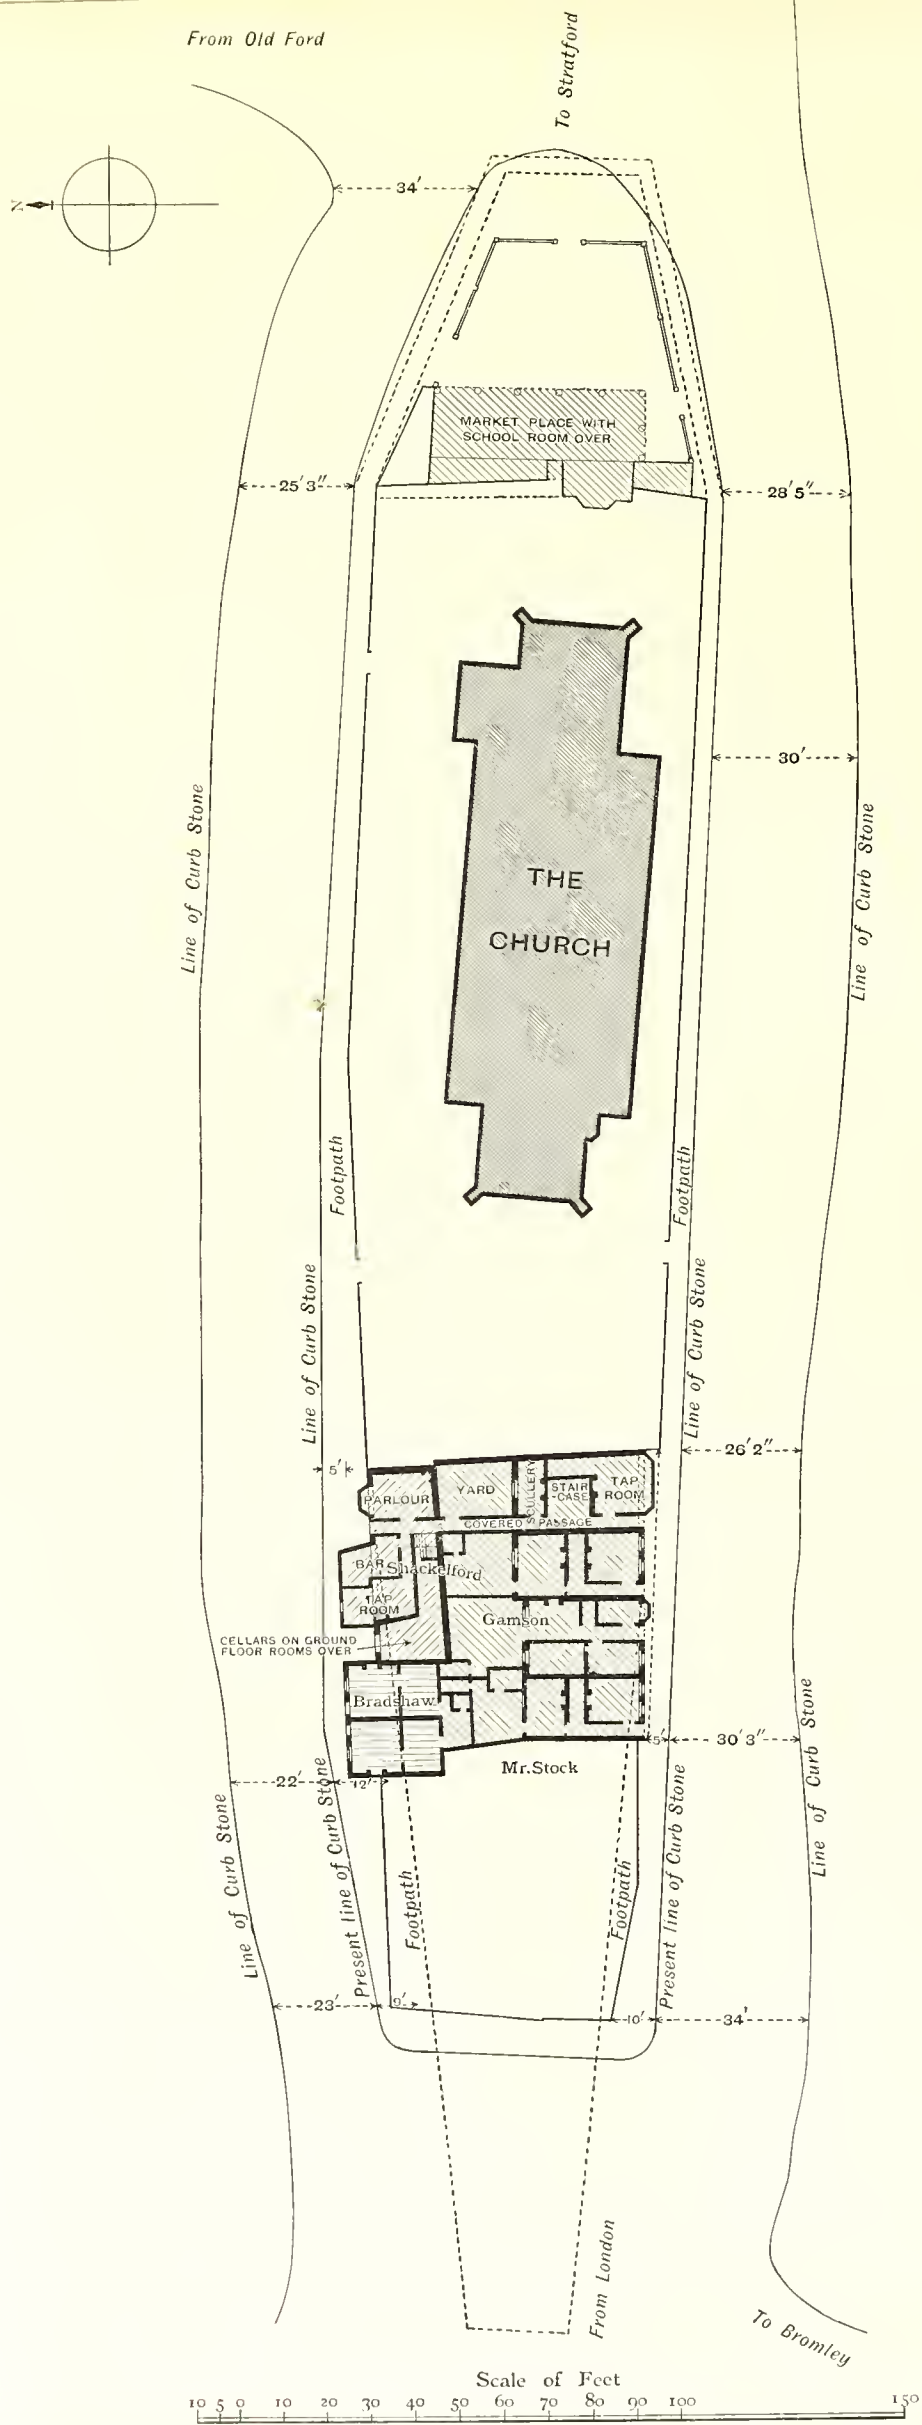 From Old Ford
To Stratford
N
34'
MARKET PLACE WITH
SCHOOL ROOM OVER
25'3"
28'5"
30'
THE
CHURCH
Line of Curb Stone
Line of Curb Stone
Footpath
Footpath
Line of Curb Stone
Line of Curb Stone
26'2"
5'
PARLOUR
YARD
SCULLERY
STAIR
-CASE
TAP
ROOM
COVERED PASSAGE
BAR
Shackelford
TAP
ROOM
Gamson
CELLARS ON GROUND
FLOOR ROOMS OVER
Bradshaw
5'
30'3"
Mr. Stock
22'
12'
Line of Curb Stone
Present line of Curb Stone
Footpath
Footpath
Present line of Curb Stone
Line of Curb Stone
23'
9'
10'
34'
From London
To Bromley
Scale of Feet
10 5 0 10 20 30 40 50 60 70 80 90 100 150